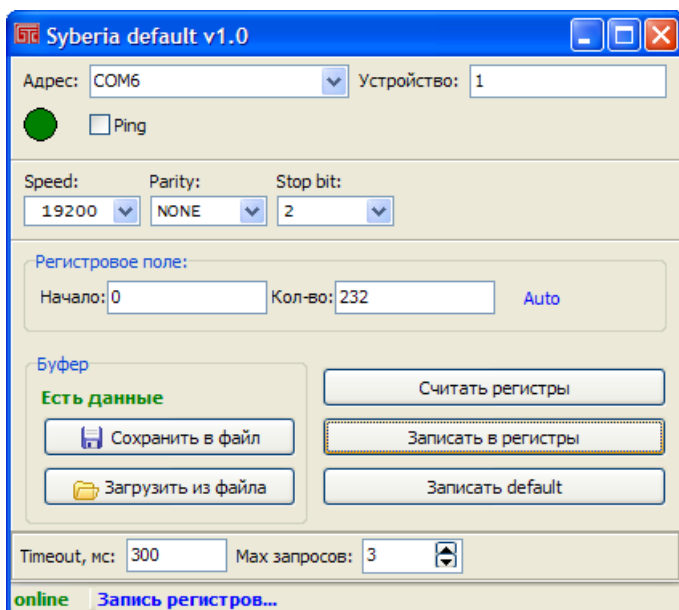 БТС Syberia default v1.0
Адрес: COM6 Устройство: 1
Ping
Speed: Parity: Stop bit:
19200 NONE 2
Регистровое поле:
Начало: 0 Кол-во: 232 Auto
Буфер
Есть данные
Считать регистры
Сохранить в файл
Записать в регистры
Загрузить из файла
Записать default
Timeout, мс: 300 Max запросов: 3
online Запись регистров...